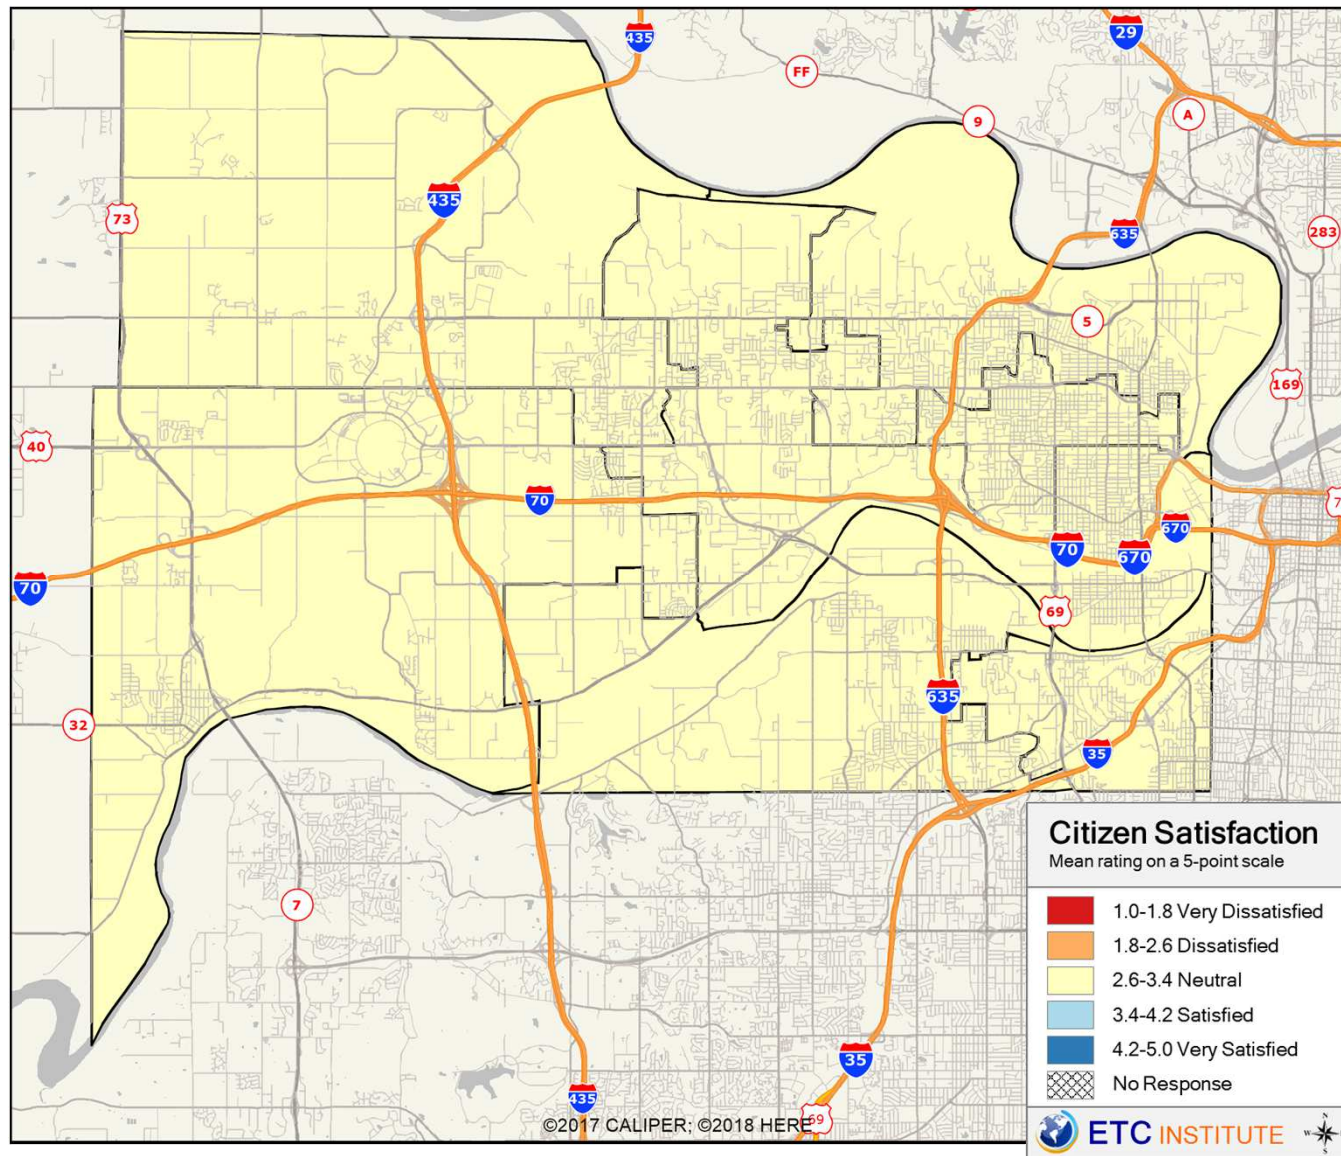 435
29
FF
9
A
435
73
635
283
5
169
40
70
70
70
670
670
7
69
635
32
35
7
35
435
69
©2017 CALIPER; ©2018 HERE
Citizen Satisfaction
Mean rating on a 5-point scale
1.0-1.8 Very Dissatisfied
1.8-2.6 Dissatisfied
2.6-3.4 Neutral
3.4-4.2 Satisfied
4.2-5.0 Very Satisfied
No Response
ETC INSTITUTE
N
S